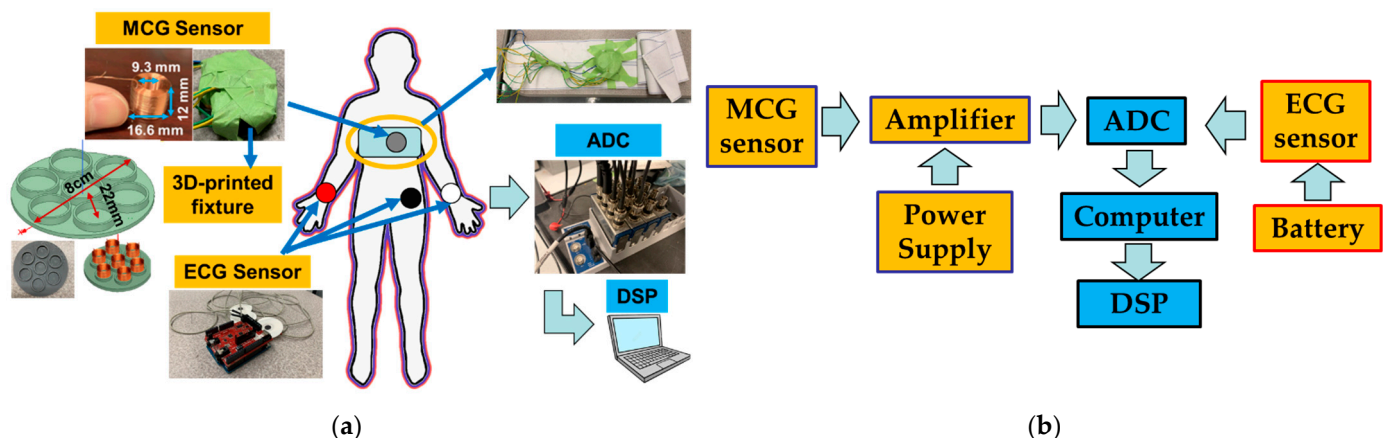 MCG Sensor
9.3 mm
12 mm
16.6 mm
8cm
22mm
3D-printed
fixture
ECG Sensor
ADC
DSP
(a)
MCG
sensor
Amplifier
ADC
ECG
sensor
Power
Supply
Computer
Battery
DSP
(b)